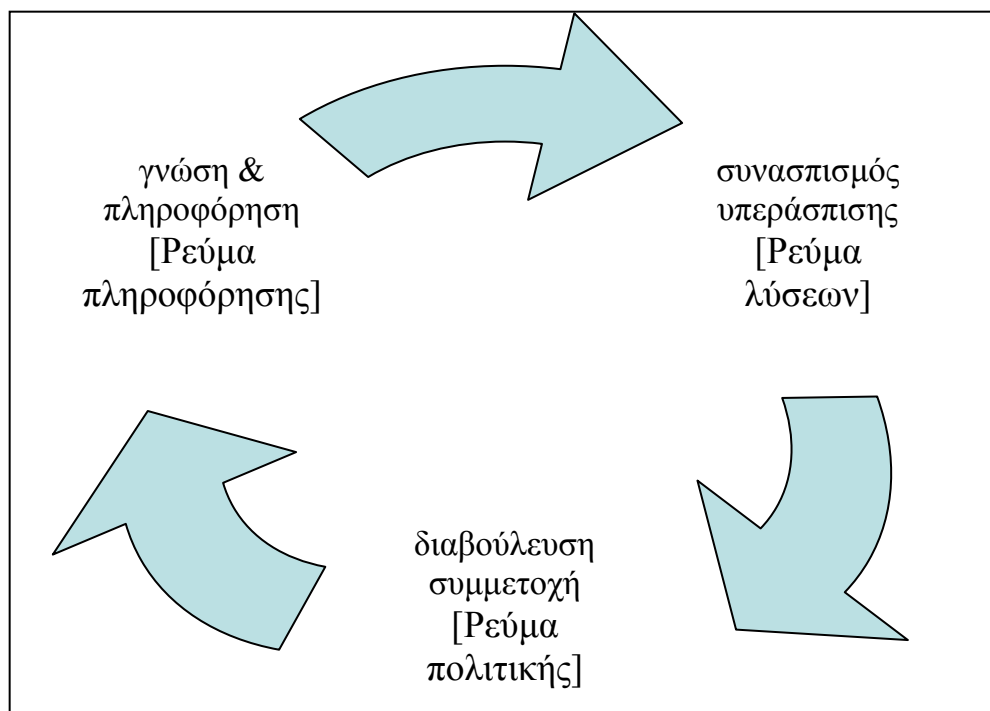 γνώση &
πληροφόρηση
[Ρεύμα
πληροφόρησης]
συνασπισμός
υπεράσπισης
[Ρεύμα
λύσεων]
διαβούλευση
συμμετοχή
[Ρεύμα
πολιτικής]